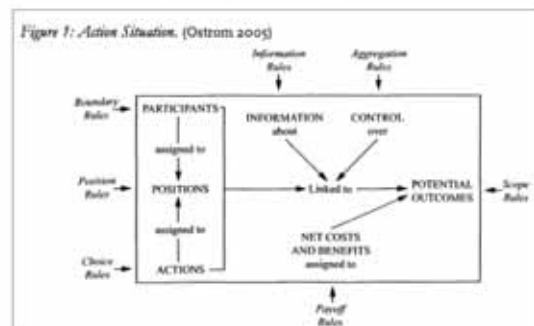 Figure 1: Action Situation. (Ostrom 2005)
Information
Rules
Aggregation
Rules
Boundary
Rules
PARTICIPANTS
INFORMATION
about
CONTROL
over
assigned to
Position
Rules
POSITIONS
Linked to
POTENTIAL
OUTCOMES
Scope
Rules
assigned to
NET COSTS
AND BENEFITS
assigned to
Choice
Rules
ACTIONS
Payoff
Rules